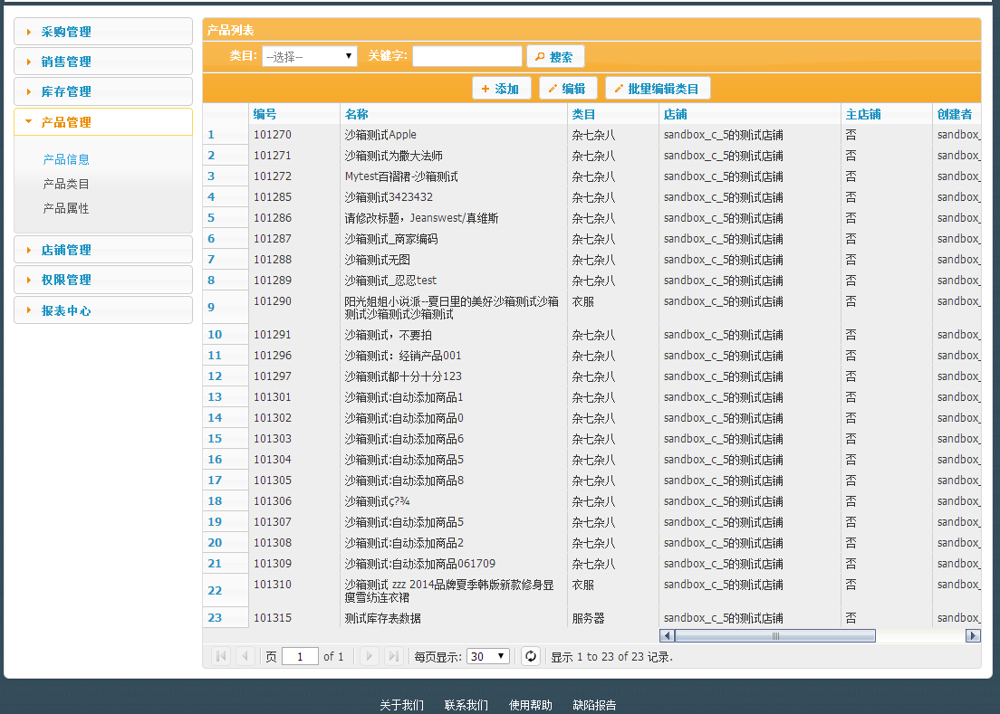 采购管理
销售管理
库存管理
产品管理
产品信息
产品类目
产品属性
店铺管理
权限管理
报表中心
产品列表
类目: --选择-- 关键字: 搜索
添加 编辑 批量编辑类目
编号 名称 类目 店铺 主店铺 创建者
1 101270 沙箱测试Apple 杂七杂八 sandbox_c_5的测试店铺 否 sandbox_
2 101271 沙箱测试为撒大法师 杂七杂八 sandbox_c_5的测试店铺 否 sandbox_
3 101272 Mytest百褶裙-沙箱测试 杂七杂八 sandbox_c_5的测试店铺 否 sandbox_
4 101285 沙箱测试3423432 杂七杂八 sandbox_c_5的测试店铺 否 sandbox_
5 101286 请修改标题，Jeanswest/真维斯 杂七杂八 sandbox_c_5的测试店铺 否 sandbox_
6 101287 沙箱测试_商家编码 杂七杂八 sandbox_c_5的测试店铺 否 sandbox_
7 101288 沙箱测试无图 杂七杂八 sandbox_c_5的测试店铺 否 sandbox_
8 101289 沙箱测试_忍忍test 杂七杂八 sandbox_c_5的测试店铺 否 sandbox_
9 101290 阳光姐姐小说派--夏日里的美好沙箱测试沙箱 衣服 sandbox_c_5的测试店铺 否 sandbox_
测试沙箱测试沙箱测试
10 101291 沙箱测试，不要拍 杂七杂八 sandbox_c_5的测试店铺 否 sandbox_
11 101296 沙箱测试：经销产品001 杂七杂八 sandbox_c_5的测试店铺 否 sandbox_
12 101297 沙箱测试都十分十分123 杂七杂八 sandbox_c_5的测试店铺 否 sandbox_
13 101301 沙箱测试:自动添加商品1 杂七杂八 sandbox_c_5的测试店铺 否 sandbox_
14 101302 沙箱测试:自动添加商品0 杂七杂八 sandbox_c_5的测试店铺 否 sandbox_
15 101303 沙箱测试:自动添加商品6 杂七杂八 sandbox_c_5的测试店铺 否 sandbox_
16 101304 沙箱测试:自动添加商品5 杂七杂八 sandbox_c_5的测试店铺 否 sandbox_
17 101305 沙箱测试:自动添加商品8 杂七杂八 sandbox_c_5的测试店铺 否 sandbox_
18 101306 沙箱测试ç?¾ 杂七杂八 sandbox_c_5的测试店铺 否 sandbox_
19 101307 沙箱测试:自动添加商品5 杂七杂八 sandbox_c_5的测试店铺 否 sandbox_
20 101308 沙箱测试:自动添加商品2 杂七杂八 sandbox_c_5的测试店铺 否 sandbox_
21 101309 沙箱测试:自动添加商品061709 杂七杂八 sandbox_c_5的测试店铺 否 sandbox_
22 101310 沙箱测试 zzz 2014品牌夏季韩版新款修身显 衣服 sandbox_c_5的测试店铺 否 sandbox_
瘦雪纺连衣裙
23 101315 测试库存表数据 服务器 sandbox_c_5的测试店铺 否 sandbox_
页 1 of 1 每页显示: 30 显示 1 to 23 of 23 记录.
关于我们 联系我们 使用帮助 缺陷报告